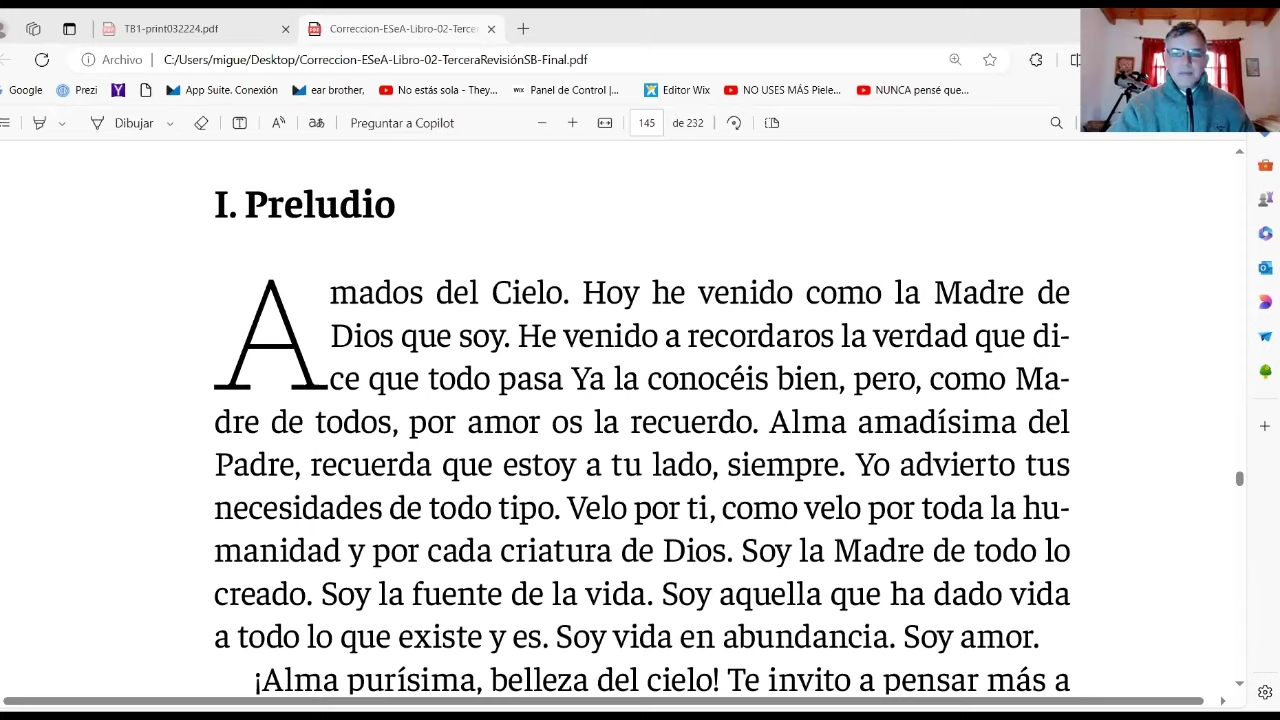 TB1-print032224.pdf
Correccion-ESeA-Libro-02-Terce
Archivo
C:/Users/migue/Desktop/Correccion-ESeA-Libro-02-TerceraRevisiónSB-Final.pdf
Google
Prezi
App Suite. Conexión
ear brother,
No estás sola - They...
WiX Panel de Control |...
Editor Wix
NO USES MÁS Piele...
NUNCA pensé que...
Dibujar
Preguntar a Copilot
145
de 232
I. Preludio
Amados del Cielo. Hoy he venido como la Madre de
Dios que soy. He venido a recordaros la verdad que di-
ce que todo pasa Ya la conocéis bien, pero, como Ma-
dre de todos, por amor os la recuerdo. Alma amadísima del
Padre, recuerda que estoy a tu lado, siempre. Yo advierto tus
necesidades de todo tipo. Velo por ti, como velo por toda la hu-
manidad y por cada criatura de Dios. Soy la Madre de todo lo
creado. Soy la fuente de la vida. Soy aquella que ha dado vida
a todo lo que existe y es. Soy vida en abundancia. Soy amor.
¡Alma purísima, belleza del cielo! Te invito a pensar más a